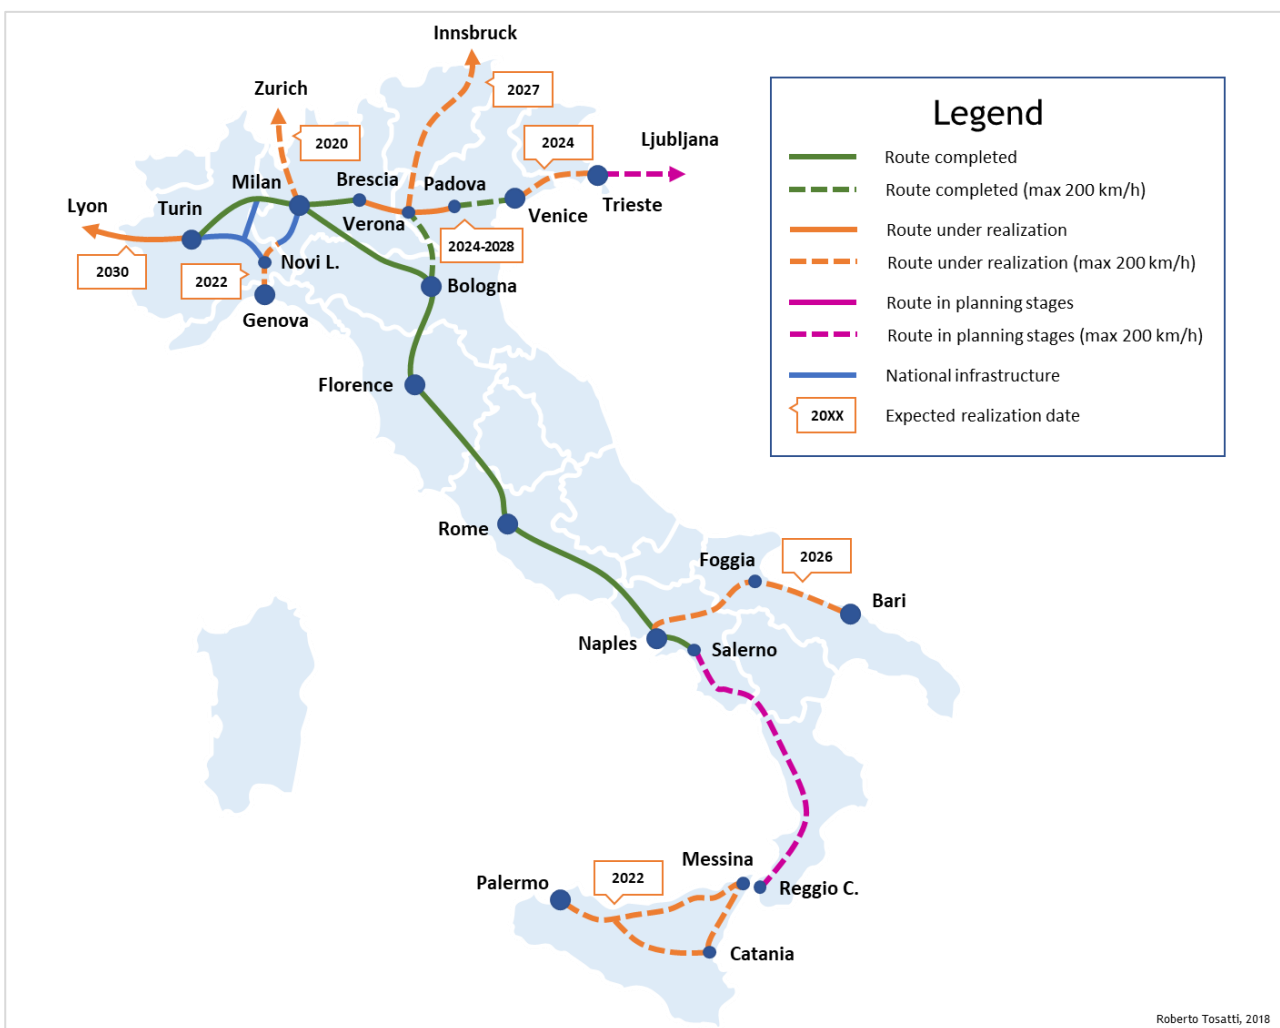 Innsbruck
2027
Zurich
2020
2024
Ljubljana
Milan
Brescia
Padova
Lyon
Turin
Verona
Venice
Trieste
2024-2028
2030
2022
Novi L.
Bologna
Genova
Florence
Rome
Foggia
2026
Bari
Naples
Salerno
Messina
Palermo
2022
Reggio C.
Catania
Legend
Route completed
Route completed (max 200 km/h)
Route under realization
Route under realization (max 200 km/h)
Route in planning stages
Route in planning stages (max 200 km/h)
National infrastructure
20XX
Expected realization date
Roberto Tosatti, 2018